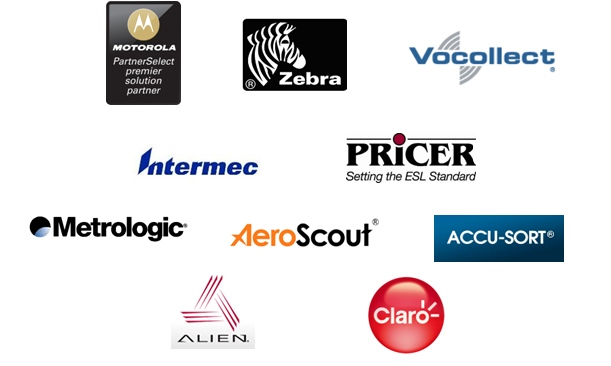 MOTOROLA
PartnerSelect
premier
solution
partner
Zebra
®
Vocollect®
Intermec
PRiCER
Setting the ESL Standard
Metrologic®
AeroScout®
ACCU-SORT®
ALIEN®
Claro